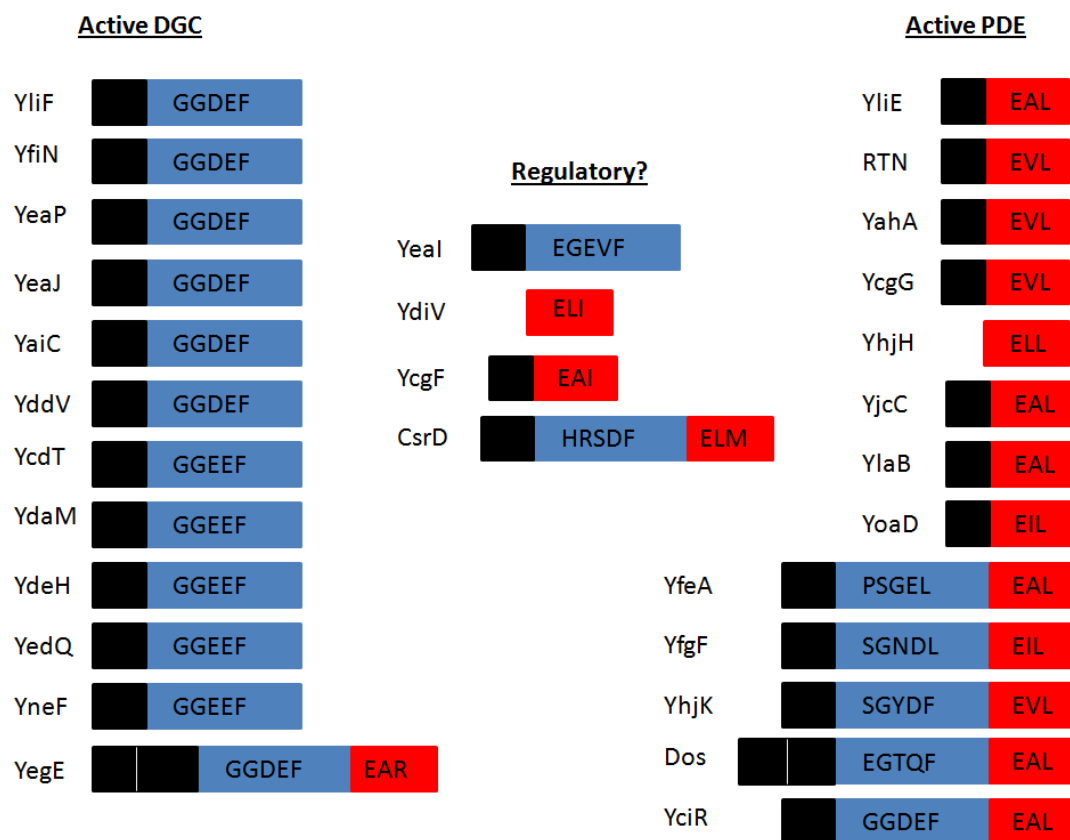 Active DGC
YliF GGDEF
YfiN GGDEF
YeaP GGDEF
YeaJ GGDEF
YaiC GGDEF
YddV GGDEF
YcdT GGEEF
YdaM GGEEF
YdeH GGEEF
YedQ GGEEF
YneF GGEEF
YegE GGDEF EAR
Regulatory?
YeaI EGEVF
YdiV ELI
YcgF EAI
CsrD HRSDF ELM
Active PDE
YliE EAL
RTN EVL
YahA EVL
YcgG EVL
YhjH ELL
YjcC EAL
YlaB EAL
YoaD EIL
YfeA PSGEL EAL
YfgF SGNDL EIL
YhjK SGYDF EVL
Dos EGTQF EAL
YciR GGDEF EAL